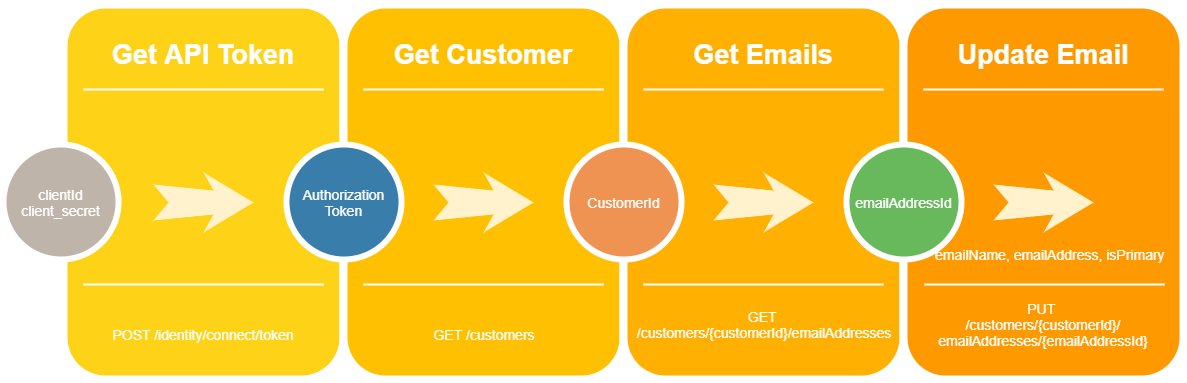 Get API Token
Get Customer
Get Emails
Update Email
clientId
client_secret
Authorization
Token
CustomerId
emailAddressId
emailName, emailAddress, isPrimary
POST /identity/connect/token
GET /customers
GET
/customers/{customerId}/emailAddresses
PUT
/customers/{customerId}/
emailAddresses/{emailAddressId}